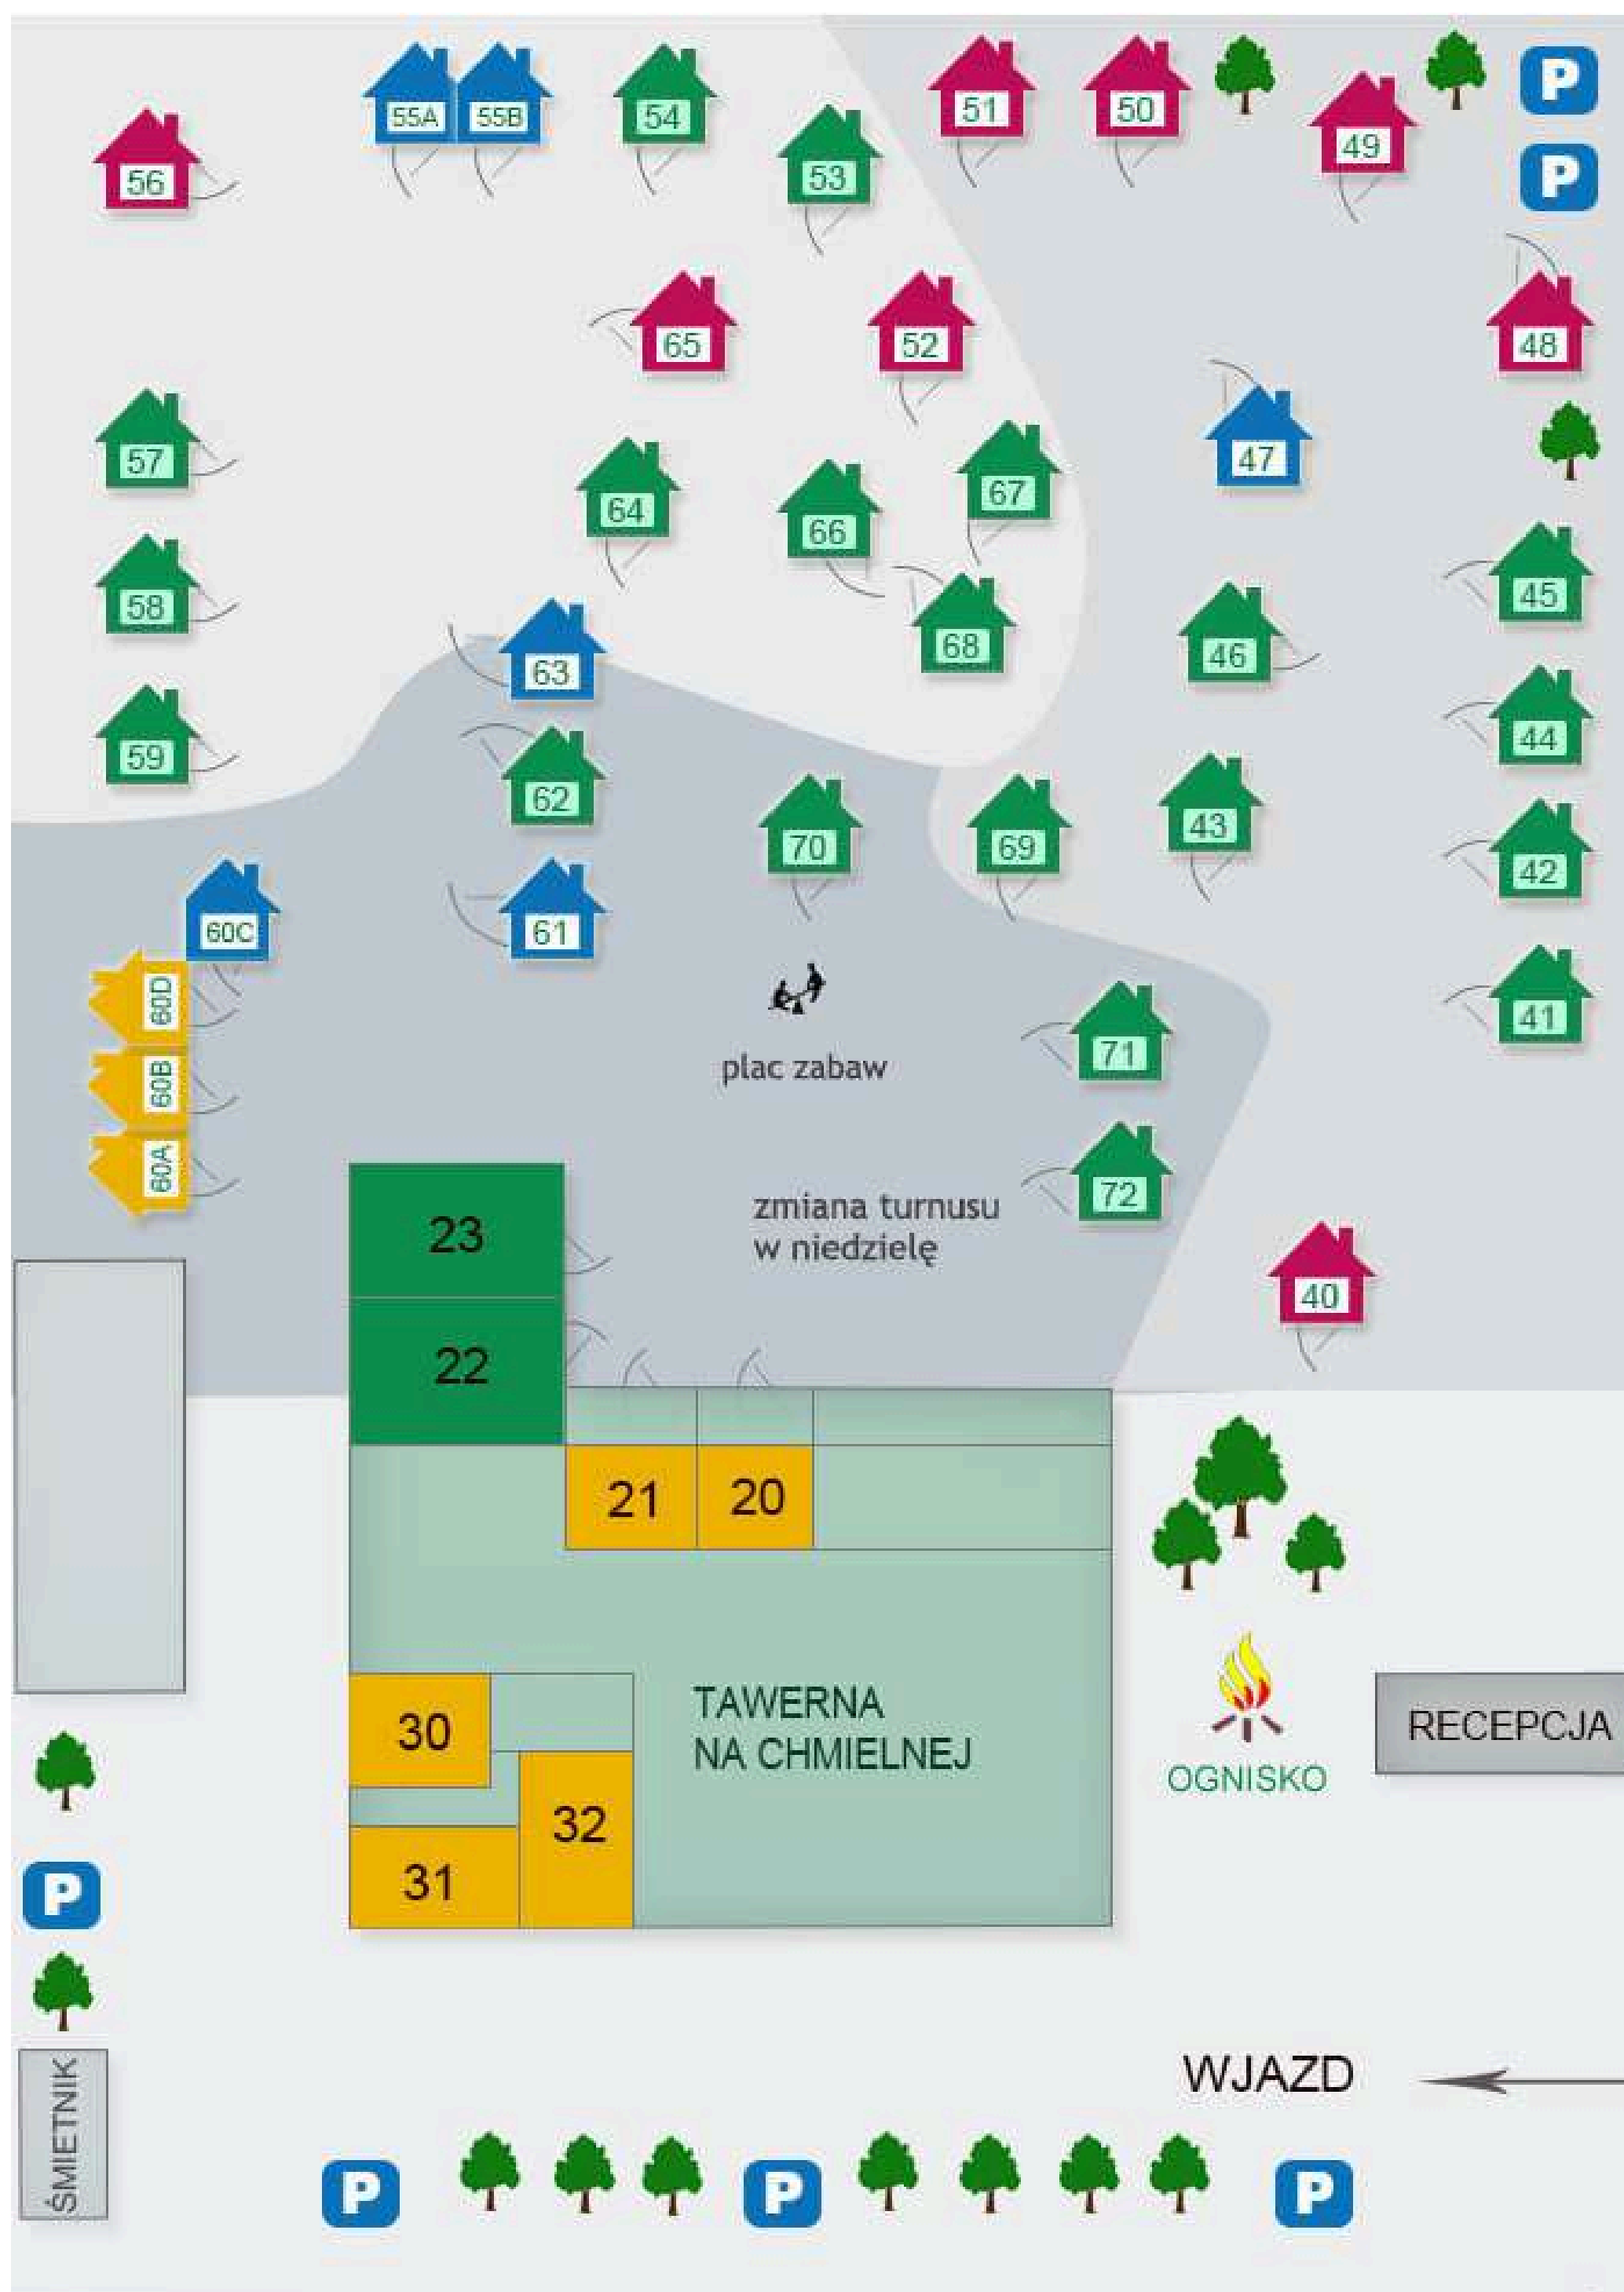 55A
55B
54
51
50
P
49
53
56
P
65
52
48
57
47
64
67
66
58
45
68
46
63
59
44
62
70
69
43
42
60C
61
60D
41
71
plac zabaw
60B
60A
72
zmiana turnusu
w niedzielę
23
40
22
21
20
30
TAWERNA
NA CHMIELNEJ
RECEPCJA
OGNISKO
32
31
P
WJAZD
ŚMIETNIK
P
P
P